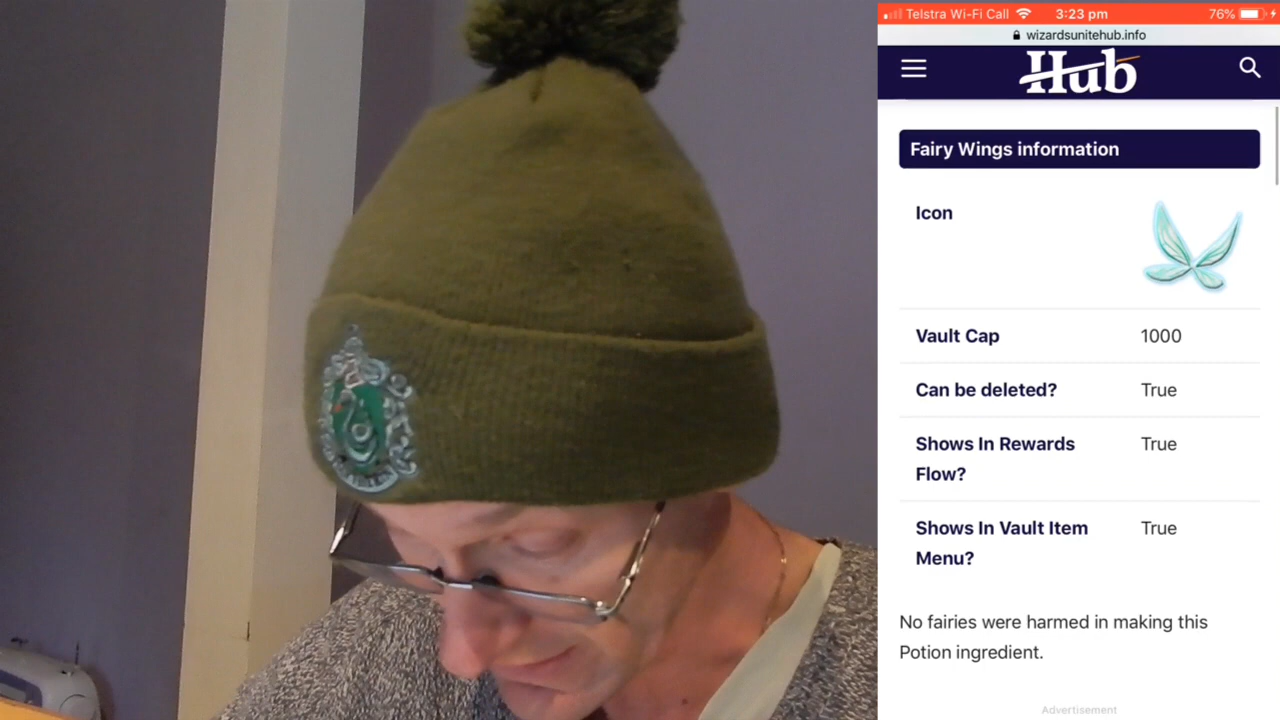 Telstra Wi-Fi Call 3:23 pm 76%
wizardsunitehub.info
Hub
Fairy Wings information
Icon
Vault Cap 1000
Can be deleted? True
Shows In Rewards True
Flow?
Shows In Vault Item True
Menu?
No fairies were harmed in making this
Potion ingredient.
Advertisement